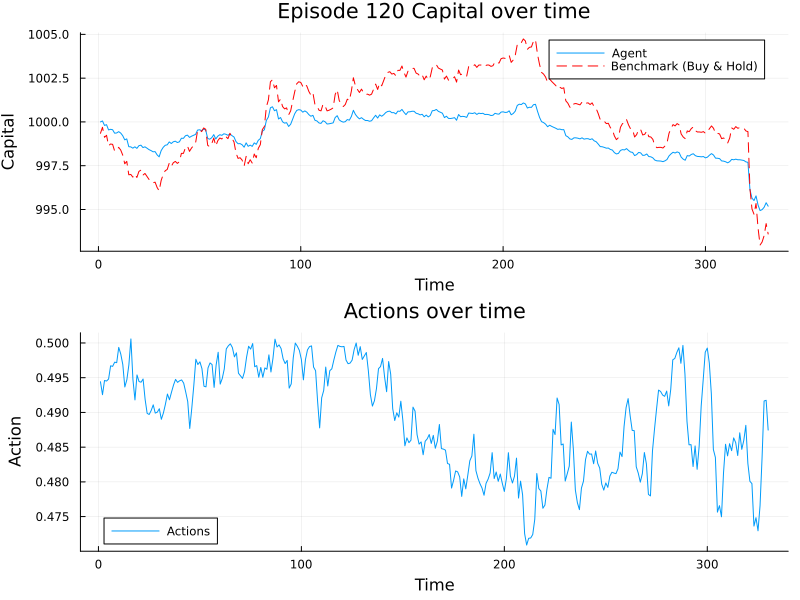 Episode 120 Capital over time
1005.0
1002.5
1000.0
997.5
995.0
Capital
Agent
Benchmark (Buy & Hold)
0
100
200
300
Time
Actions over time
0.500
0.495
0.490
0.485
0.480
0.475
Action
Actions
0
100
200
300
Time